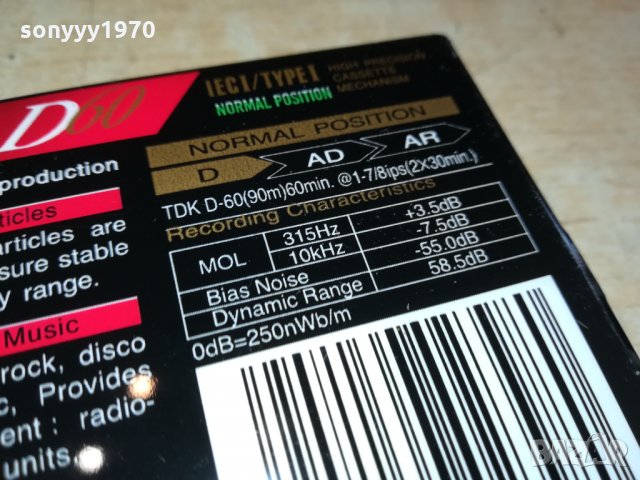 sonyyy1970
D60
IEC I/TYPE I
NORMAL POSITION
HIGH PRECISION
CASSETTE
MECHANISM
NORMAL POSITION
D AD AR
TDK D-60(90m)60min. @1-7/8ips(2X30min.)
Recording Characteristics
MOL 315Hz +3.5dB
10kHz -7.5dB
Bias Noise -55.0dB
Dynamic Range 58.5dB
0dB=250nWb/m
production
ticles
articles are
sure stable
y range.
Music
rock, disco
c, Provides
ent : radio-
units.
BAZAR